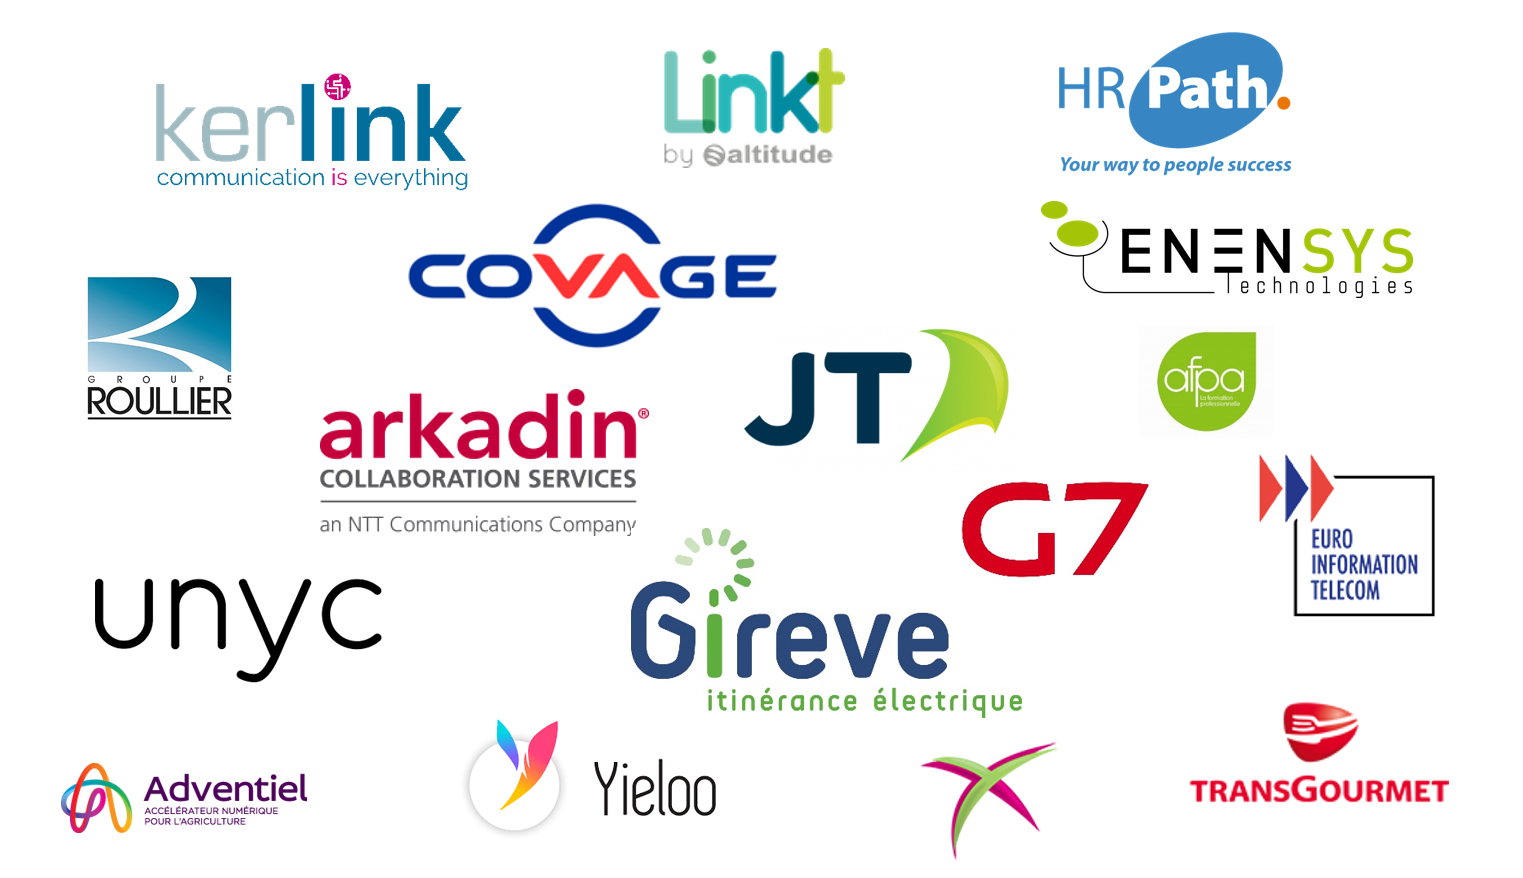 kerlink
communication is everything
Linkt
by altitude
HR Path.
Your way to people success
COVAGE
ENENSYS
Technologies
GROUPE
ROULLIER
JT
afpa
La formation
professionnelle
arkadin®
COLLABORATION SERVICES
an NTT Communications Company
G7
EURO
INFORMATION
TELECOM
unyc
Gireve
itinérance électrique
Adventiel
ACCÉLÉRATEUR NUMÉRIQUE
POUR L'AGRICULTURE
Yieloo
TRANSGOURMET